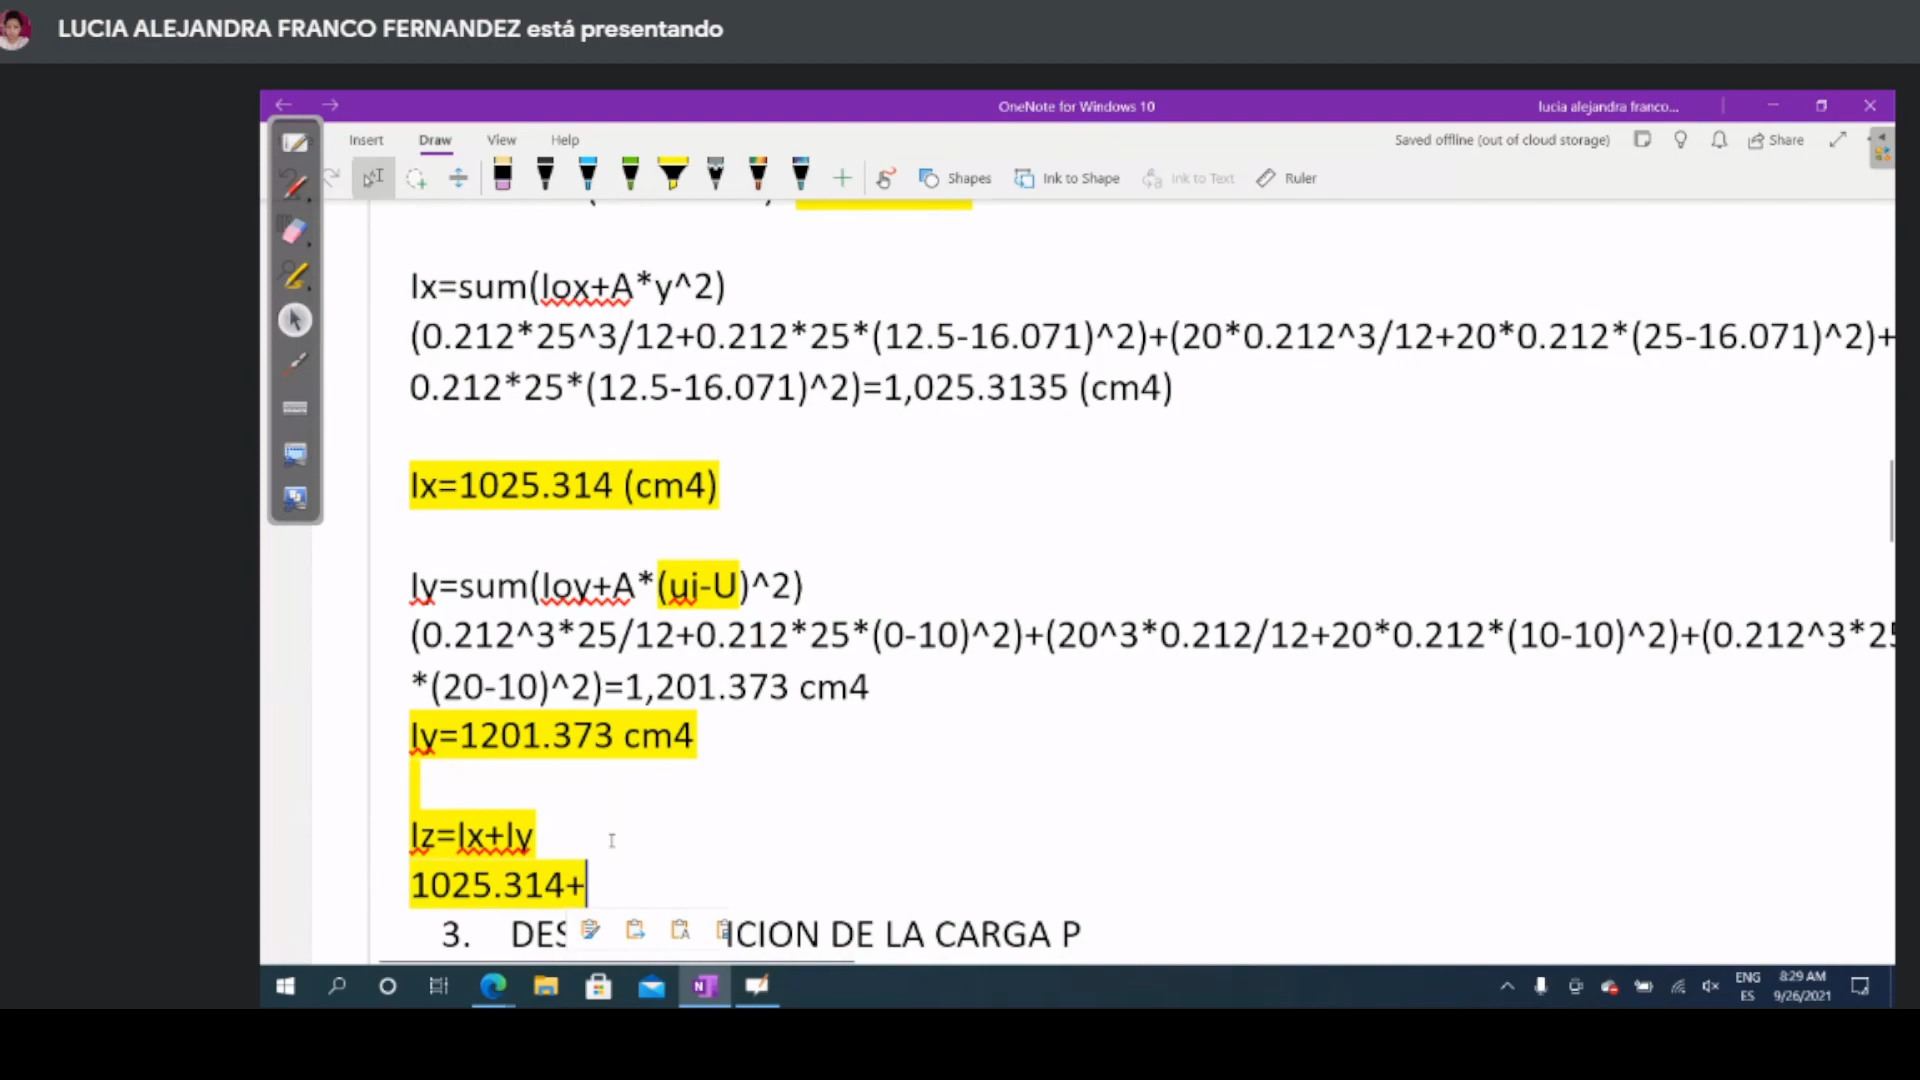 LUCIA ALEJANDRA FRANCO FERNANDEZ está presentando
OneNote for Windows 10
lucia alejandra franco...
Insert
Draw
View
Help
Saved offline (out of cloud storage)
Share
Shapes
Ink to Shape
Ink to Text
Ruler
Ix=sum(Iox+A*y^2)
(0.212*25^3/12+0.212*25*(12.5-16.071)^2)+(20*0.212^3/12+20*0.212*(25-16.071)^2)+
0.212*25*(12.5-16.071)^2)=1,025.3135 (cm4)
Ix=1025.314 (cm4)
Iy=sum(Ioy+A*(ui-U)^2)
(0.212^3*25/12+0.212*25*(0-10)^2)+(20^3*0.212/12+20*0.212*(10-10)^2)+(0.212^3*25
*(20-10)^2)=1,201.373 cm4
Iy=1201.373 cm4
Iz=Ix+Iy
1025.314+
3. DES ICION DE LA CARGA P
ENG
ES
8:29 AM
9/26/2021